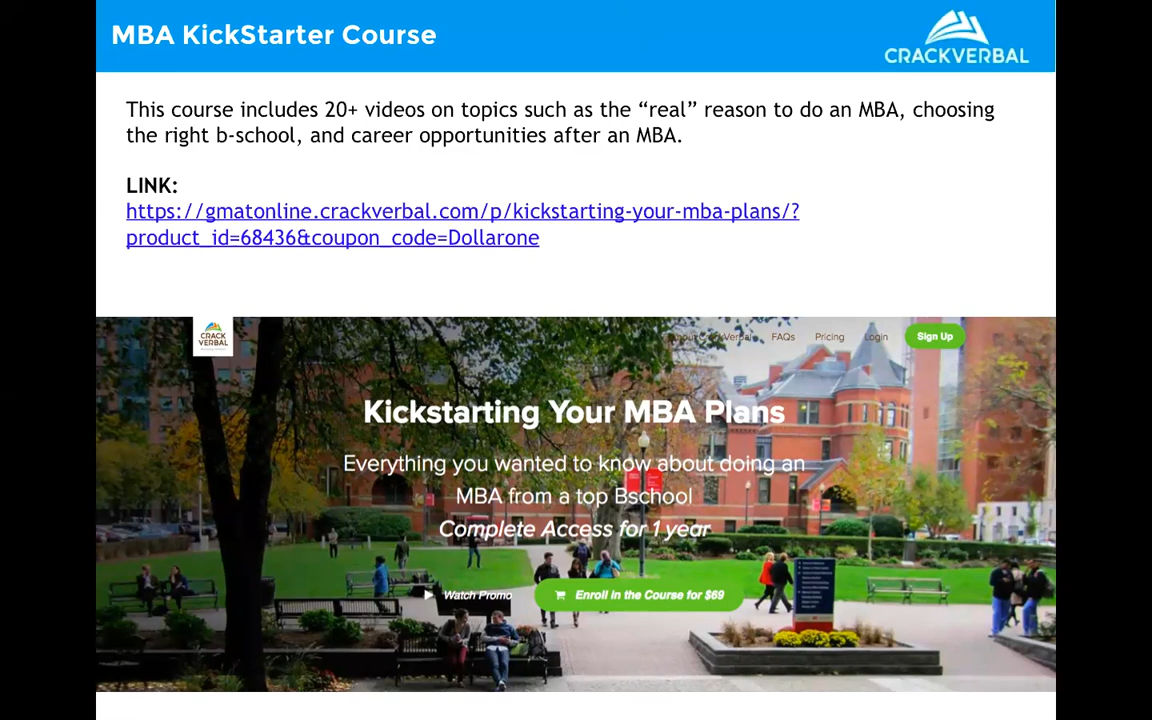 MBA KickStarter Course
CRACKVERBAL
This course includes 20+ videos on topics such as the “real” reason to do an MBA, choosing
the right b-school, and career opportunities after an MBA.
LINK:
https://gmatonline.crackverbal.com/p/kickstarting-your-mba-plans/?
product_id=68436&coupon_code=Dollarone
CRACK
VERBAL
FAQs
Pricing
Login
Sign Up
Kickstarting Your MBA Plans
Everything you wanted to know about doing an
MBA from a top Bschool
Complete Access for 1 year
Watch Promo
Enroll in the Course for $69